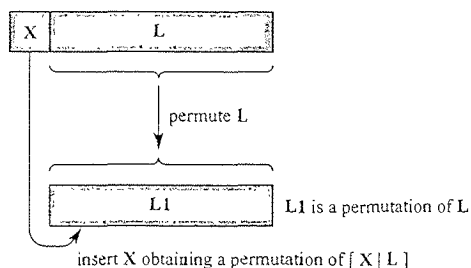 X L
permute L
L1 L1 is a permutation of L
insert X obtaining a permutation of [ X | L ]